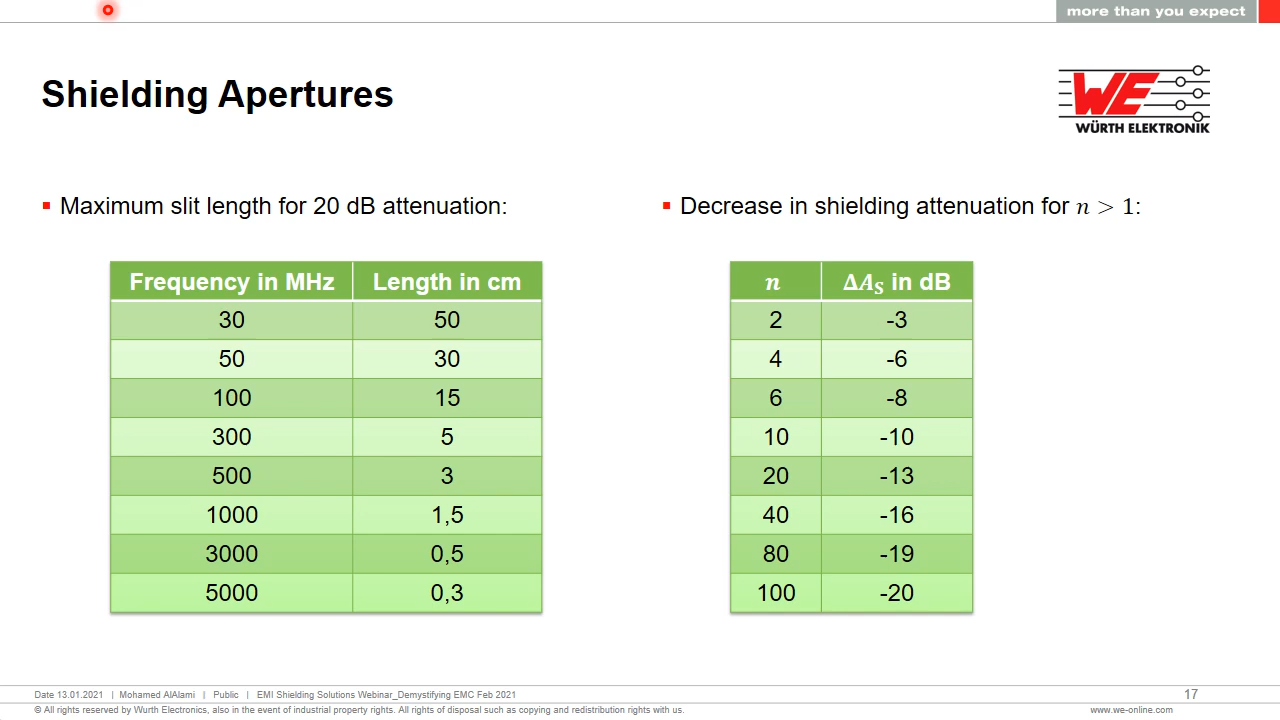 more than you expect
Shielding Apertures
WE
WÜRTH ELEKTRONIK
Maximum slit length for 20 dB attenuation:
Frequency in MHz Length in cm
30 50
50 30
100 15
300 5
500 3
1000 1,5
3000 0,5
5000 0,3
Decrease in shielding attenuation for n > 1:
n ΔA_S in dB
2 -3
4 -6
6 -8
10 -10
20 -13
40 -16
80 -19
100 -20
Date 13.01.2021 | Mohamed AlAlami | Public | EMI Shielding Solutions Webinar_Demystifying EMC Feb 2021
17
© All rights reserved by Wurth Electronics, also in the event of industrial property rights. All rights of disposal such as copying and redistribution rights with us.
www.we-online.com